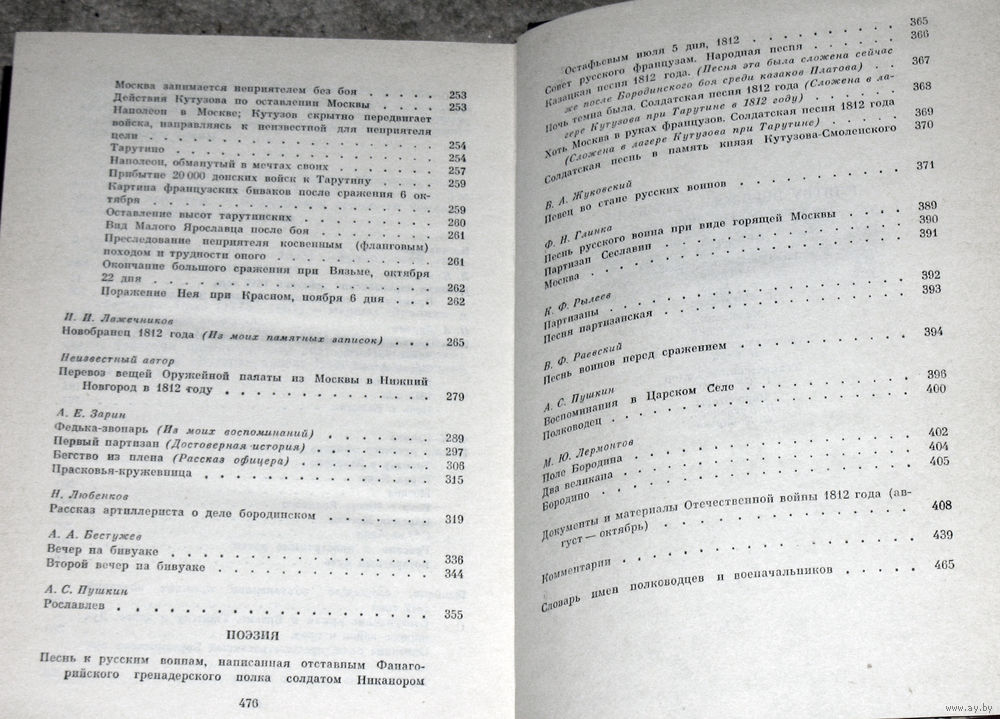 Москва занимается неприятелем без боя . . . . . 253
Действия Кутузова по оставлении Москвы . . . . 253
Наполеон в Москве; Кутузов скрытно передвигает
войска, направляясь к неизвестной для неприятеля
цели . . . . . . . . . . 254
Тарутино . . . . . . . . . . 254
Наполеон, обманутый в мечтах своих . . . . . . 257
Прибытие 20 000 донских войск к Тарутину . . . . 259
Картина французских биваков после сражения 6 ок-
тября . . . . . . . . . . 259
Оставление высот тарутинских . . . . . . 260
Вид Малого Ярославца после боя . . . . . . 261
Преследование неприятеля косвенным (фланговым)
походом и трудности оного . . . . . . 261
Окончание большого сражения при Вязьме, октября
22 дня . . . . . . . . . . 262
Поражение Нея при Красном, ноября 6 дня . . . 262
И. И. Лажечников
Новобранец 1812 года (Из моих памятных записок) . . . 265
Неизвестный автор
Перевоз вещей Оружейной палаты из Москвы в Нижний
Новгород в 1812 году . . . . . . . . 279
А. Е. Зарин
Федька-звонарь (Из моих воспоминаний) . . . . . 289
Первый партизан (Достоверная история) . . . . . 297
Бегство из плена (Рассказ офицера) . . . . . . 306
Прасковья-кружевница . . . . . . . . 315
Н. Любенков
Рассказ артиллериста о деле бородинском . . . . . 319
А. А. Бестужев
Вечер на бивуаке . . . . . . . . . . 336
Второй вечер на бивуаке . . . . . . . . 344
А. С. Пушкин
Рославлев . . . . . . . . . . 355
ПОЭЗИЯ
Песнь к русским воинам, написанная отставным Фанаго-
рийского гренадерского полка солдатом Никанором
476
Остафьевым июля 5 дня, 1812 . . . . . . 365
Совет русского французам. Народная песня . . . . 366
Казацкая песня 1812 года. (Песня эта была сложена сейчас
же после Бородинского боя среди казаков Платова) . . 367
Ночь темна была. Солдатская песня 1812 года (Сложена в ла-
гере Кутузова при Тарутине в 1812 году) . . . . 368
Хоть Москва в руках французов. Солдатская песня 1812 года
(Сложена в лагере Кутузова при Тарутине) . . . . 369
Солдатская песнь в память князя Кутузова-Смоленского 370
В. А. Жуковский
Певец во стане русских воинов . . . . . . 371
Ф. Н. Глинка
Песнь русского воина при виде горящей Москвы . . . 389
Партизан Сеславин . . . . . . . . 390
Москва . . . . . . . . . . 391
К. Ф. Рылеев
Партизаны . . . . . . . . . . 392
Песня партизанская . . . . . . . . 393
В. Ф. Раевский
Песнь воинов перед сражением . . . . . . 394
А. С. Пушкин
Воспоминания в Царском Селе . . . . . . 396
Полководец . . . . . . . . . . 400
М. Ю. Лермонтов
Поле Бородина . . . . . . . . . . 402
Два великана . . . . . . . . . . 404
Бородино . . . . . . . . . . 405
Документы и материалы Отечественной войны 1812 года (ав-
густ — октябрь) . . . . . . . . . . 408
Комментарии . . . . . . . . . . 439
Словарь имен полководцев и военачальников . . . . . 465
www.ay.by